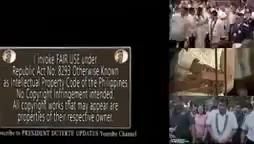 I invoke FAIR USE under
Republic Act No. 8293 Otherwise Known
as Intellectual Property Code of the Philippines
No Copyright Infringement intended.
All copyright works that may appear are
properties of their respective owner.
scribe to PRESIDENT DUTERTE UPDATES Youtube Channel